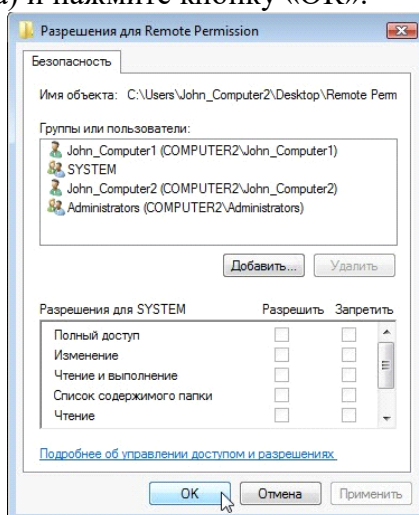 а) и нажмите кнопку «ОК».
Разрешения для Remote Permission
Безопасность
Имя объекта: C:\Users\John_Computer2\Desktop\Remote Perm
Группы или пользователи:
John_Computer1 (COMPUTER2\John_Computer1)
SYSTEM
John_Computer2 (COMPUTER2\John_Computer2)
Administrators (COMPUTER2\Administrators)
Добавить... Удалить
Разрешения для SYSTEM Разрешить Запретить
Полный доступ
Изменение
Чтение и выполнение
Список содержимого папки
Чтение
Подробнее об управлении доступом и разрешениях
ОК Отмена Применить